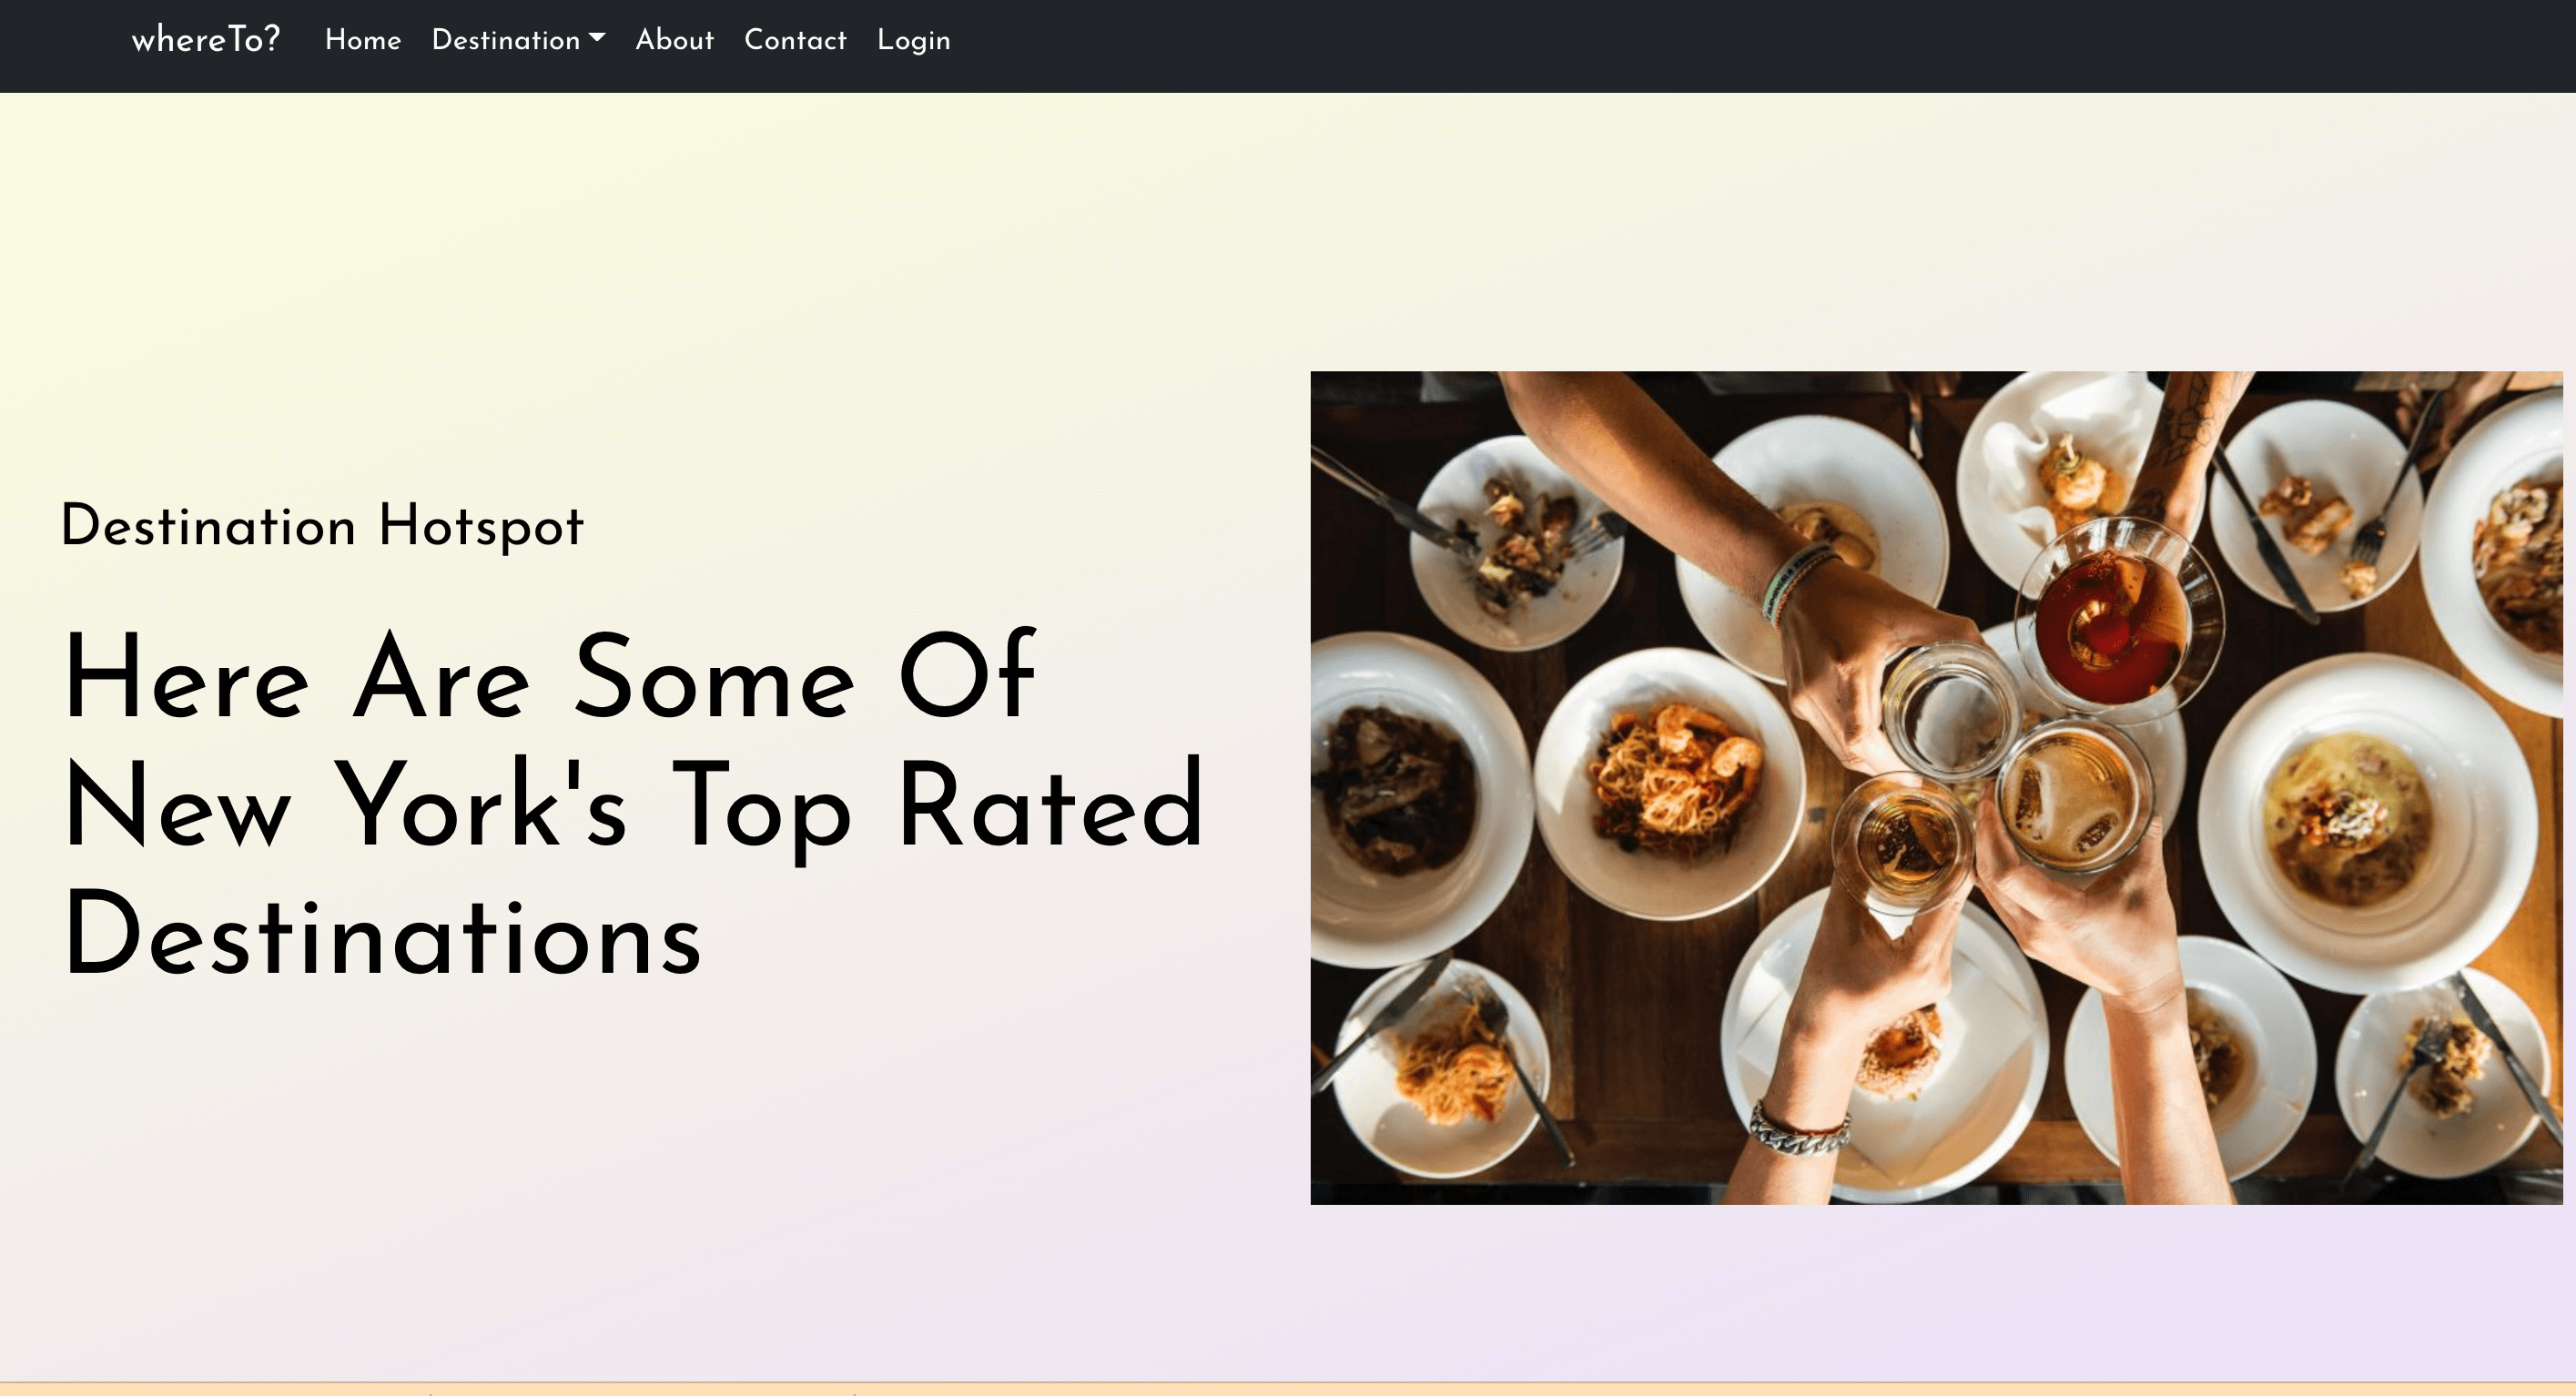 whereTo? Home Destination About Contact Login
Destination Hotspot
Here Are Some Of
New York's Top Rated
Destinations